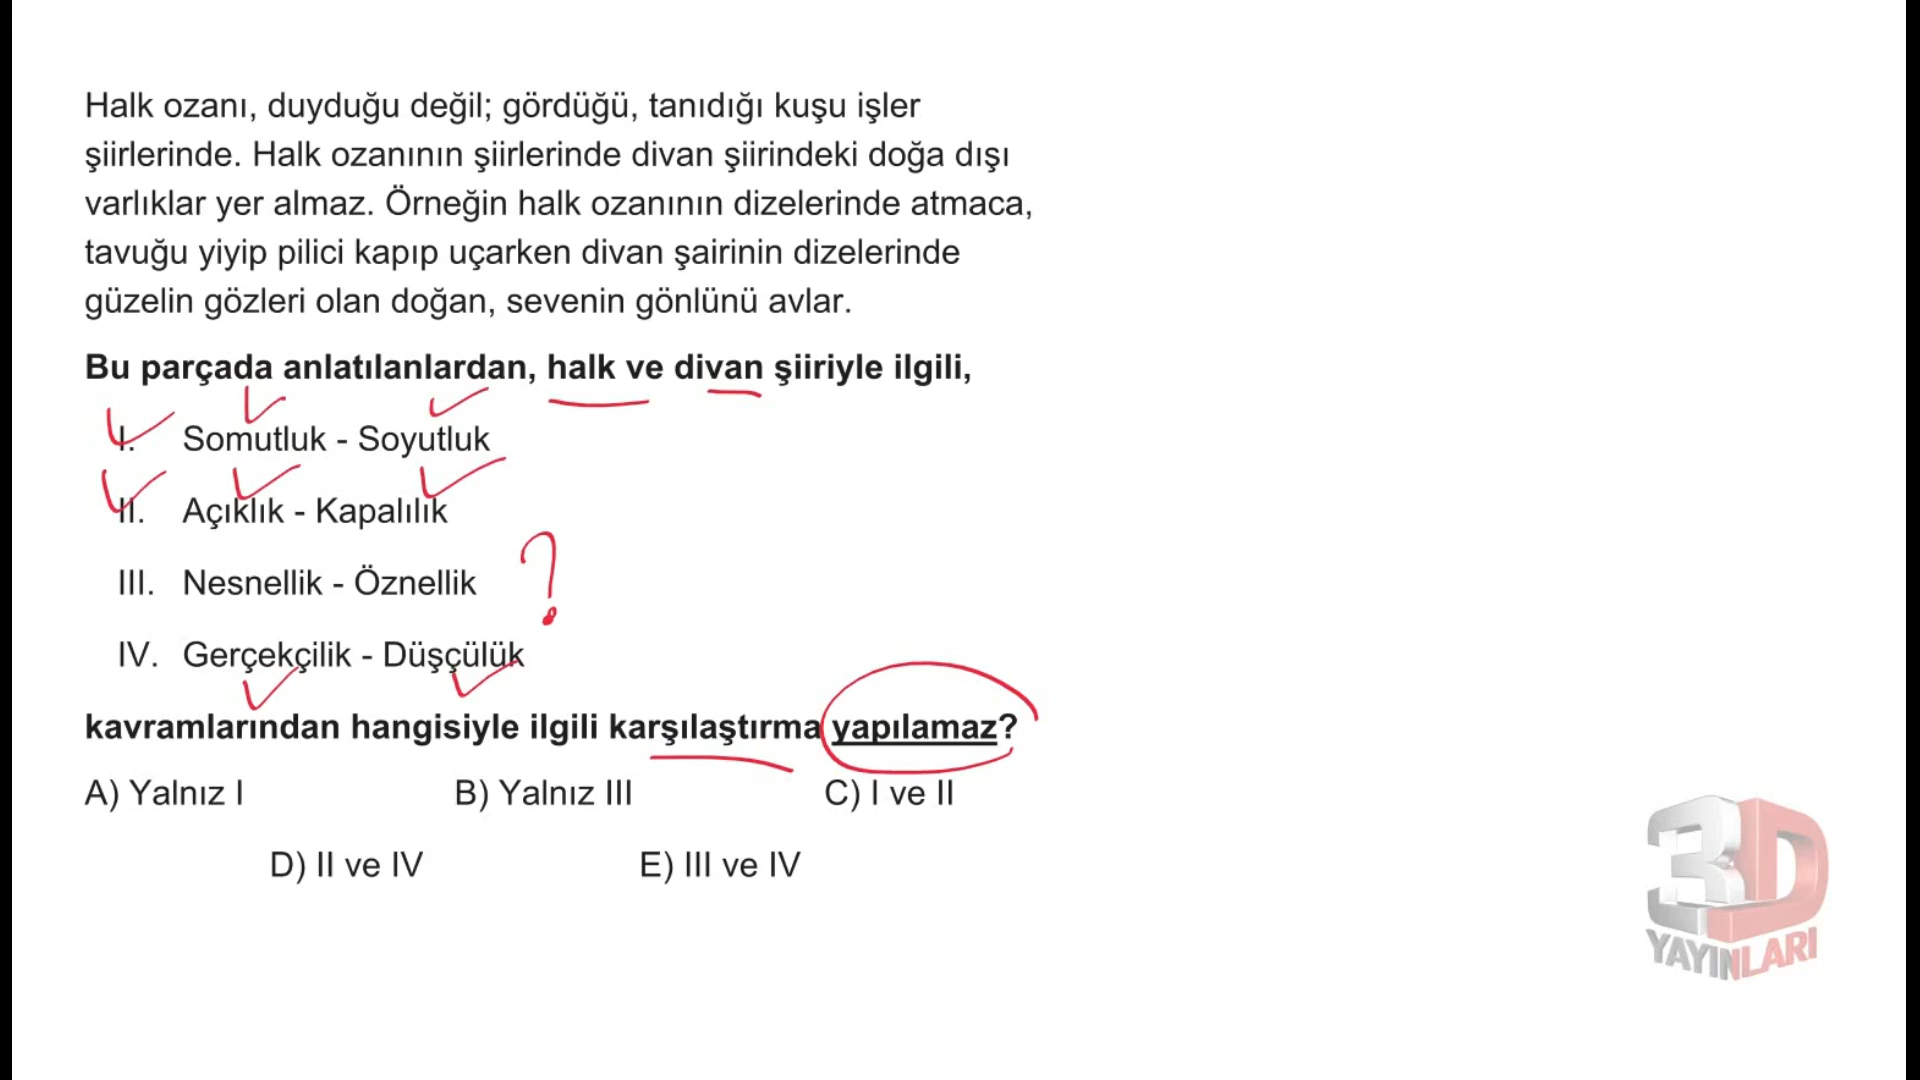 Halk ozanı, duyduğu değil; gördüğü, tanıdığı kuşu işler
şiirlerinde. Halk ozanının şiirlerinde divan şiirindeki doğa dışı
varlıklar yer almaz. Örneğin halk ozanının dizelerinde atmaca,
tavuğu yiyip pilici kapıp uçarken divan şairinin dizelerinde
güzelin gözleri olan doğan, sevenin gönlünü avlar.
Bu parçada anlatılanlardan, halk ve divan şiiriyle ilgili,
I. Somutluk - Soyutluk
II. Açıklık - Kapalılık
III. Nesnellik - Öznellik
?
IV. Gerçekçilik - Düşçülük
kavramlarından hangisiyle ilgili karşılaştırma yapılamaz?
A) Yalnız I B) Yalnız III C) I ve II
D) II ve IV E) III ve IV
3D
YAYINLARI